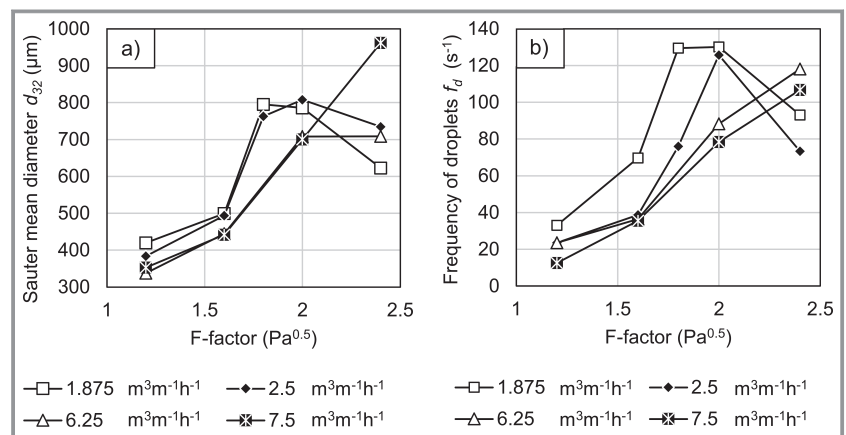 a)
Sauter mean diameter d32 (μm)
1000
900
800
700
600
500
400
300
1
1.5
2
2.5
F-factor (Pa0.5)
1.875 m3m-1h-1
2.5 m3m-1h-1
6.25 m3m-1h-1
7.5 m3m-1h-1
b)
Frequency of droplets fd (s-1)
140
120
100
80
60
40
20
0
1
1.5
2
2.5
F-factor (Pa0.5)
1.875 m3m-1h-1
2.5 m3m-1h-1
6.25 m3m-1h-1
7.5 m3m-1h-1